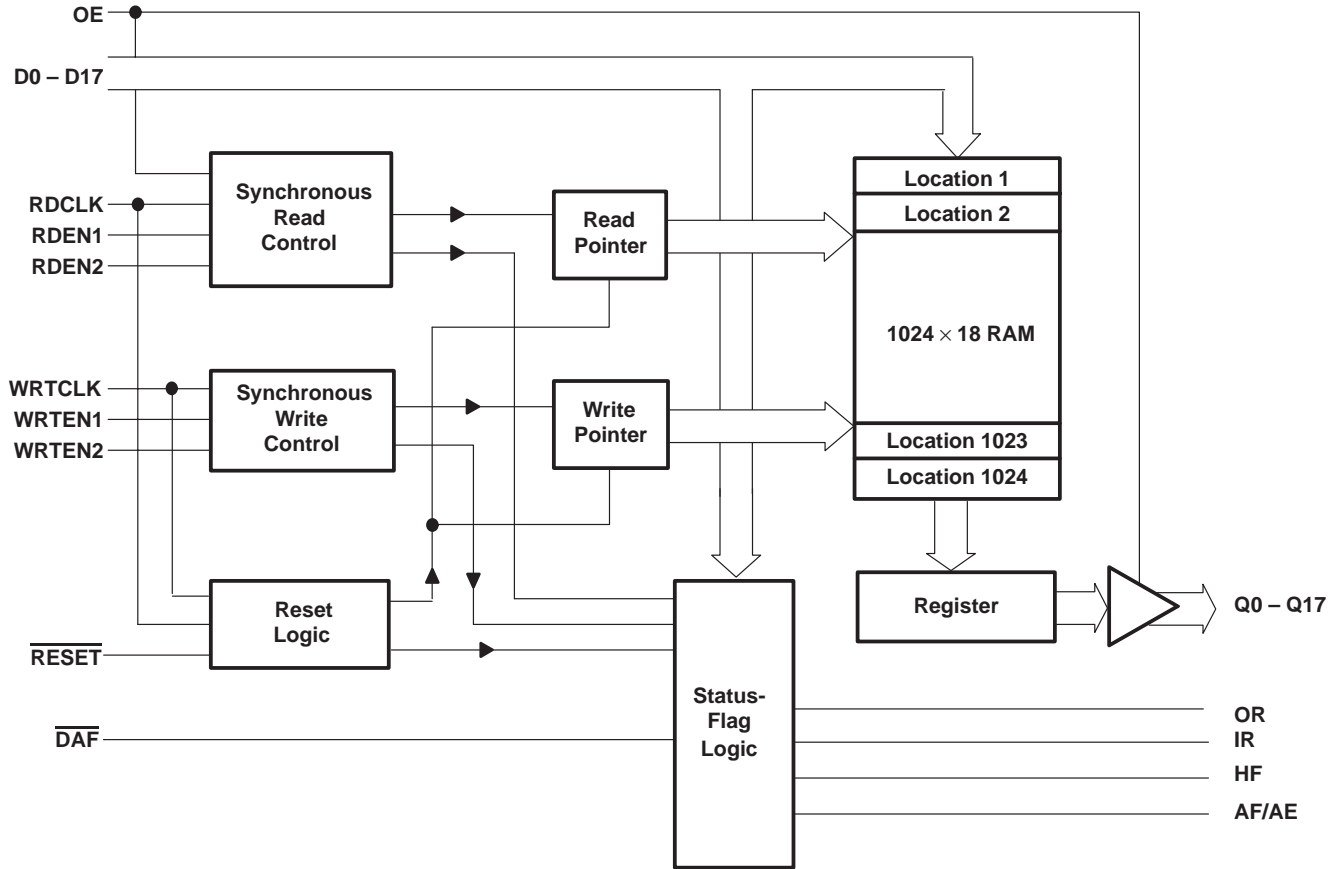 OE
D0 – D17
RDCLK
RDEN1
RDEN2
Synchronous
Read
Control
Read
Pointer
Location 1
Location 2
1024 × 18 RAM
Location 1023
Location 1024
WRTCLK
WRTEN1
WRTEN2
Synchronous
Write
Control
Write
Pointer
Reset
Logic
RESET
DAF
Status-
Flag
Logic
Register
Q0 – Q17
OR
IR
HF
AF/AE